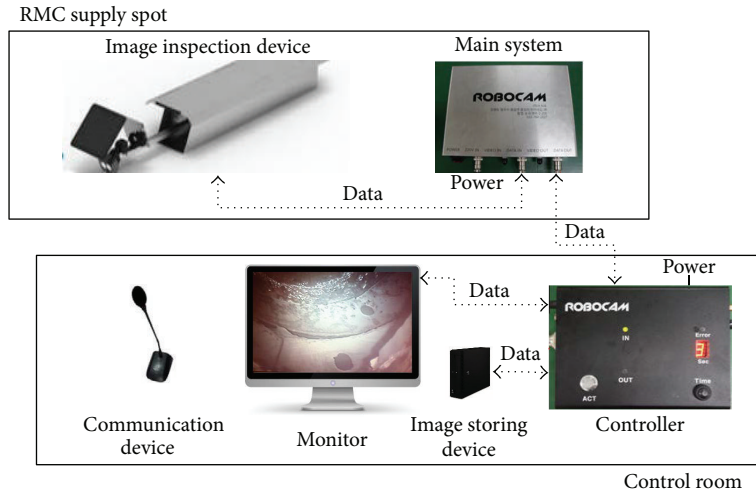 RMC supply spot
Image inspection device
Main system
ROBOCAM
POWER
Power
Data
Data
Power
Data
ROBOCAM
IN
Error
Sec
Data
OUT
Time
ACT
Communication
device
Monitor
Image storing
device
Controller
Control room